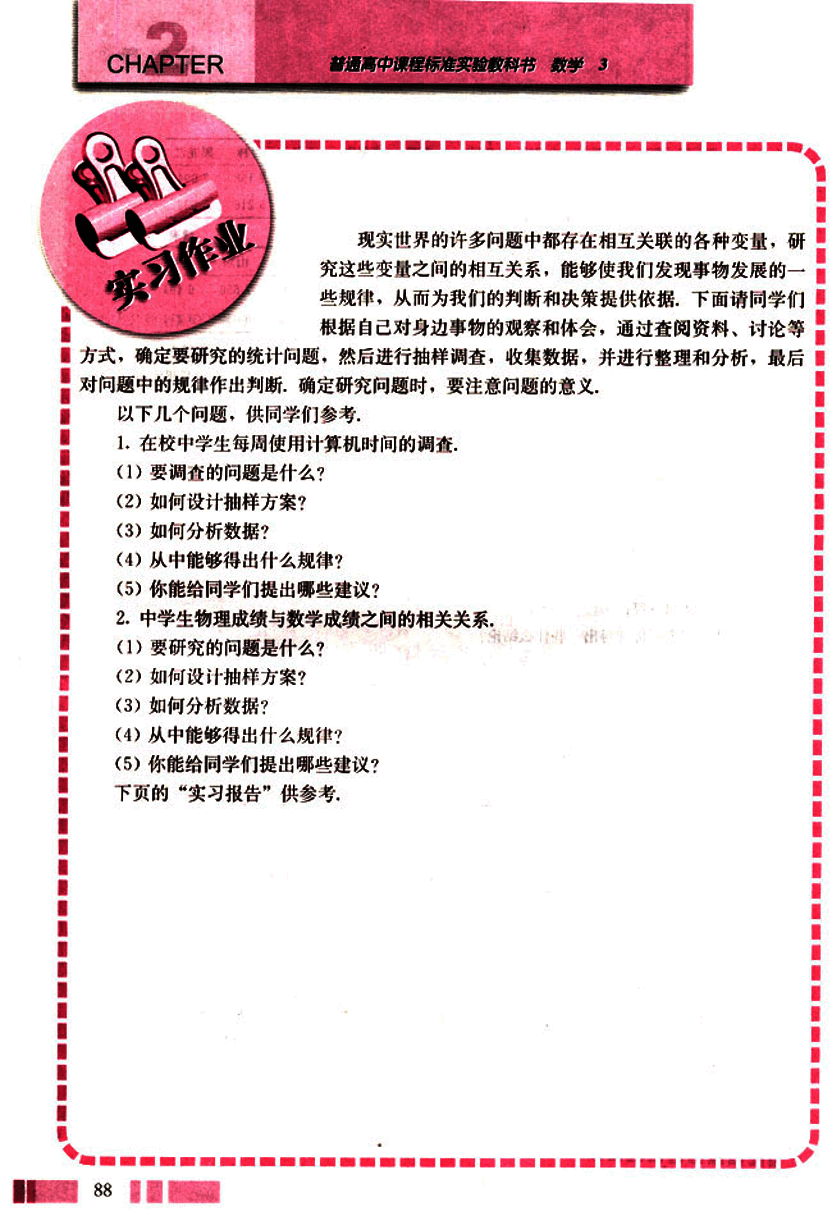 2
CHAPTER
普通高中课程标准实验教科书 数学 3
实习作业
现实世界的许多问题中都存在相互关联的各种变量，研
究这些变量之间的相互关系，能够使我们发现事物发展的一
些规律，从而为我们的判断和决策提供依据. 下面请同学们
根据自己对身边事物的观察和体会，通过查阅资料、讨论等
方式，确定要研究的统计问题，然后进行抽样调查，收集数据，并进行整理和分析，最后
对问题中的规律作出判断. 确定研究问题时，要注意问题的意义.
以下几个问题，供同学们参考.
1. 在校中学生每周使用计算机时间的调查.
(1) 要调查的问题是什么？
(2) 如何设计抽样方案？
(3) 如何分析数据？
(4) 从中能够得出什么规律？
(5) 你能给同学们提出哪些建议？
2. 中学生物理成绩与数学成绩之间的相关关系.
(1) 要研究的问题是什么？
(2) 如何设计抽样方案？
(3) 如何分析数据？
(4) 从中能够得出什么规律？
(5) 你能给同学们提出哪些建议？
下页的“实习报告”供参考.
88